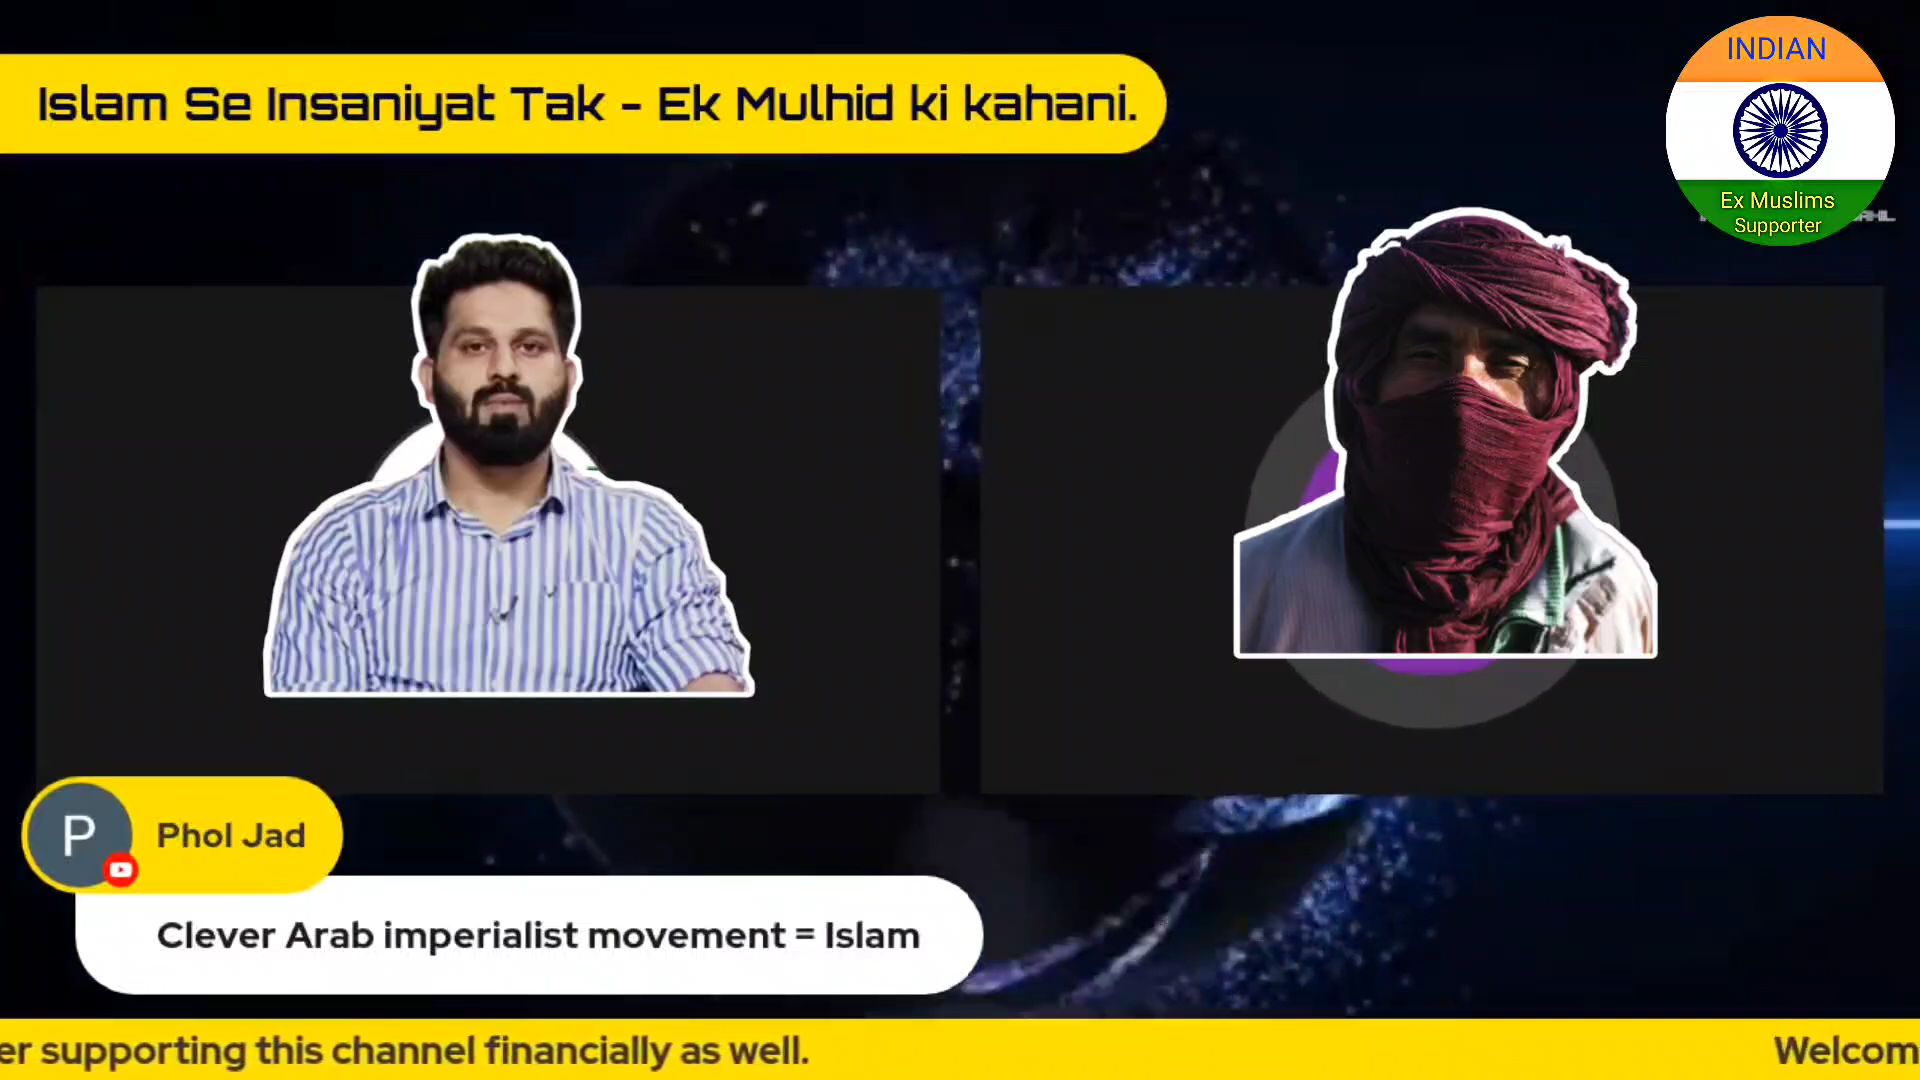 Islam Se Insaniyat Tak - Ek Mulhid ki kahani.
INDIAN
Ex Muslims
Supporter
P
Phol Jad
Clever Arab imperialist movement = Islam
er supporting this channel financially as well.
Welcom